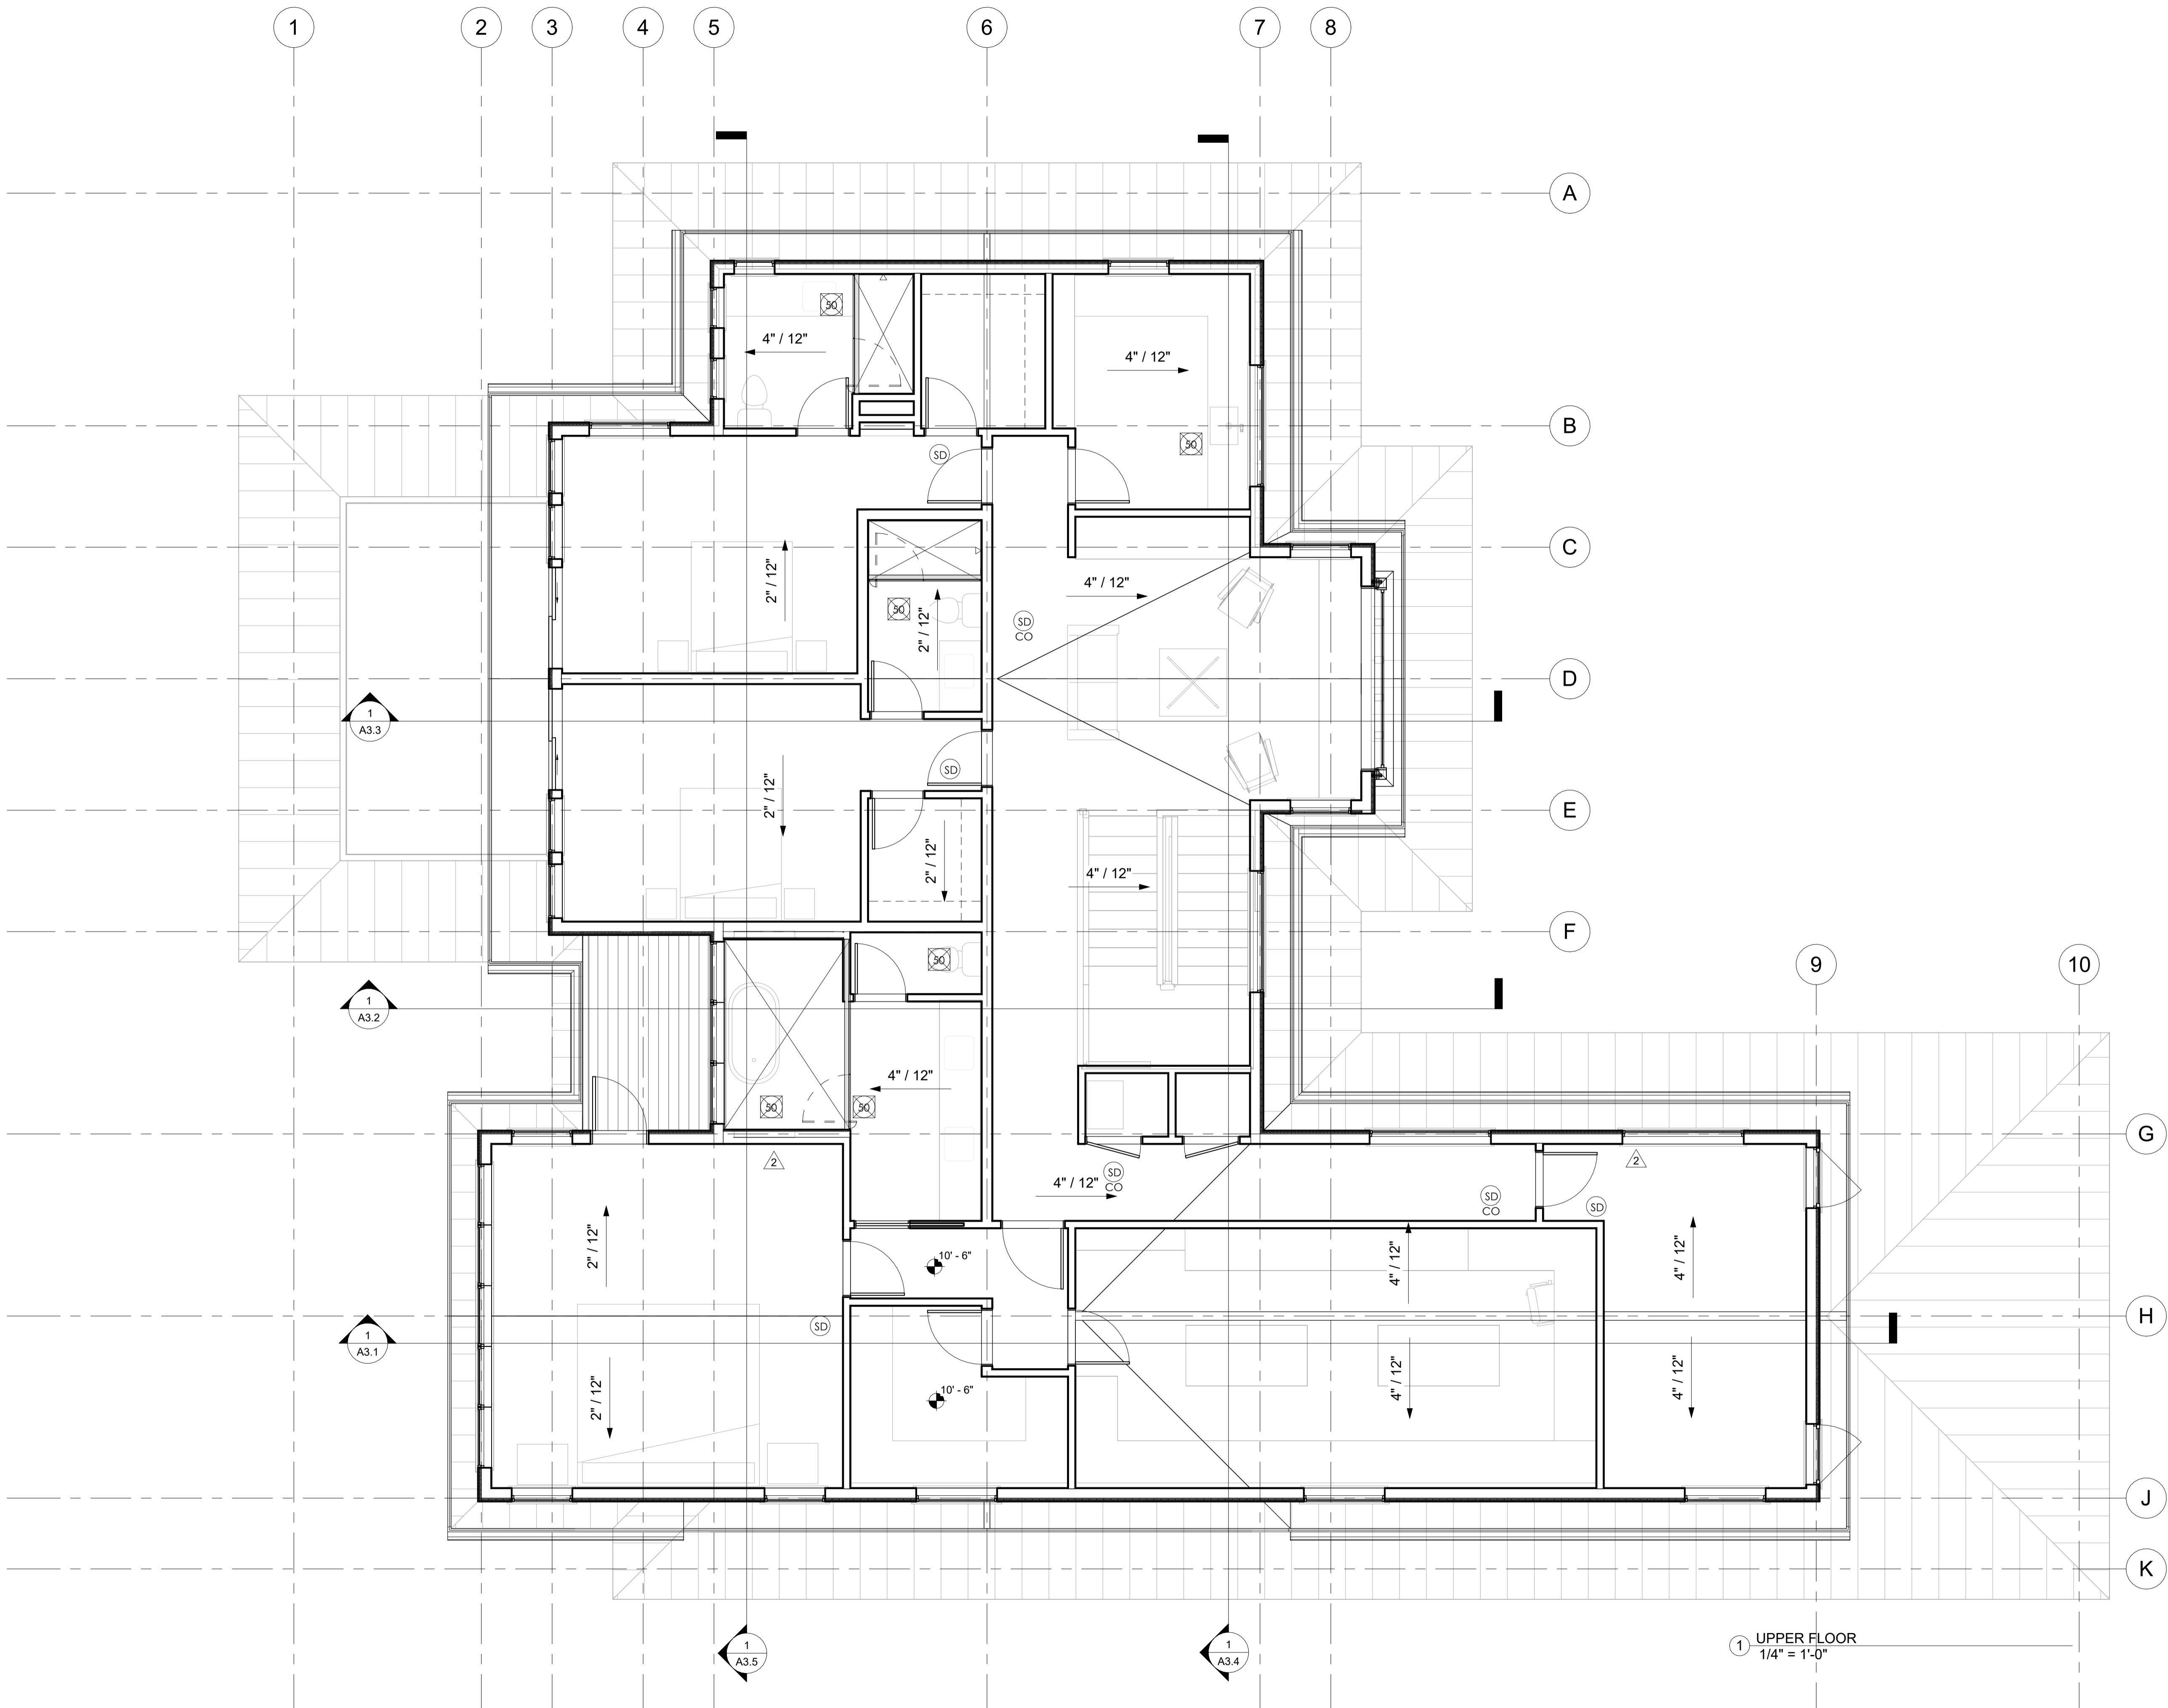 1
2
3
4
5
6
7
8
A
50
4" / 12"
4" / 12"
B
50
SD
C
2" / 12"
4" / 12"
50
2" / 12"
SD
CO
D
1
A3.3
SD
2" / 12"
E
2" / 12"
4" / 12"
F
50
9
10
1
A3.2
4" / 12"
50
50
G
2
2
SD
CO
4" / 12"
SD
CO
SD
2" / 12"
10' - 6"
4" / 12"
4" / 12"
H
SD
1
A3.1
2" / 12"
10' - 6"
4" / 12"
4" / 12"
J
K
1
A3.5
1
A3.4
1 UPPER FLOOR
1/4" = 1'-0"